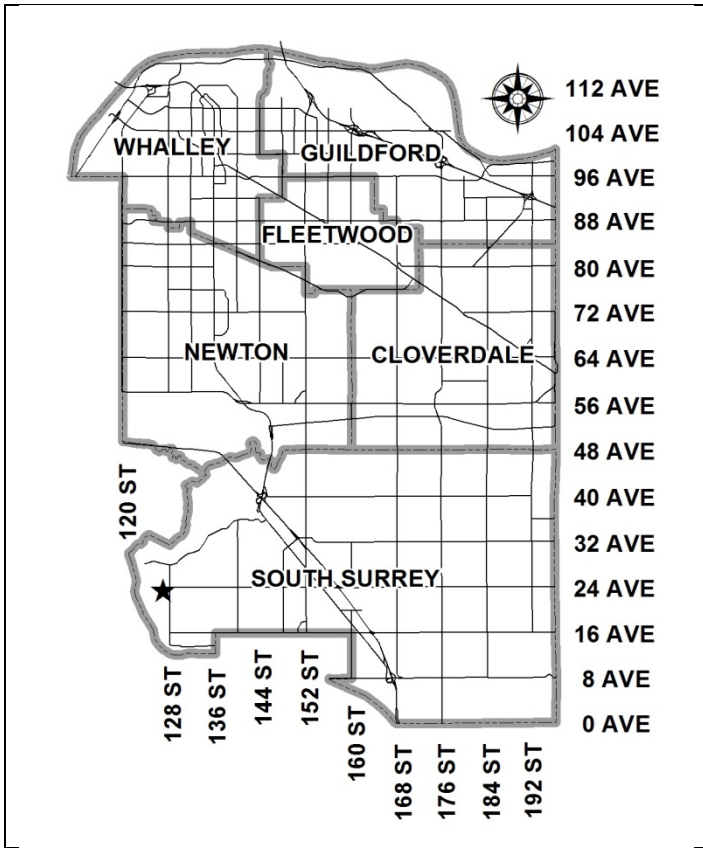 112 AVE
104 AVE
WHALLEY
GUILDFORD
96 AVE
88 AVE
FLEETWOOD
80 AVE
72 AVE
NEWTON
CLOVERDALE
64 AVE
56 AVE
48 AVE
120 ST
40 AVE
32 AVE
SOUTH SURREY
24 AVE
16 AVE
8 AVE
0 AVE
128 ST
136 ST
144 ST
152 ST
160 ST
168 ST
176 ST
184 ST
192 ST